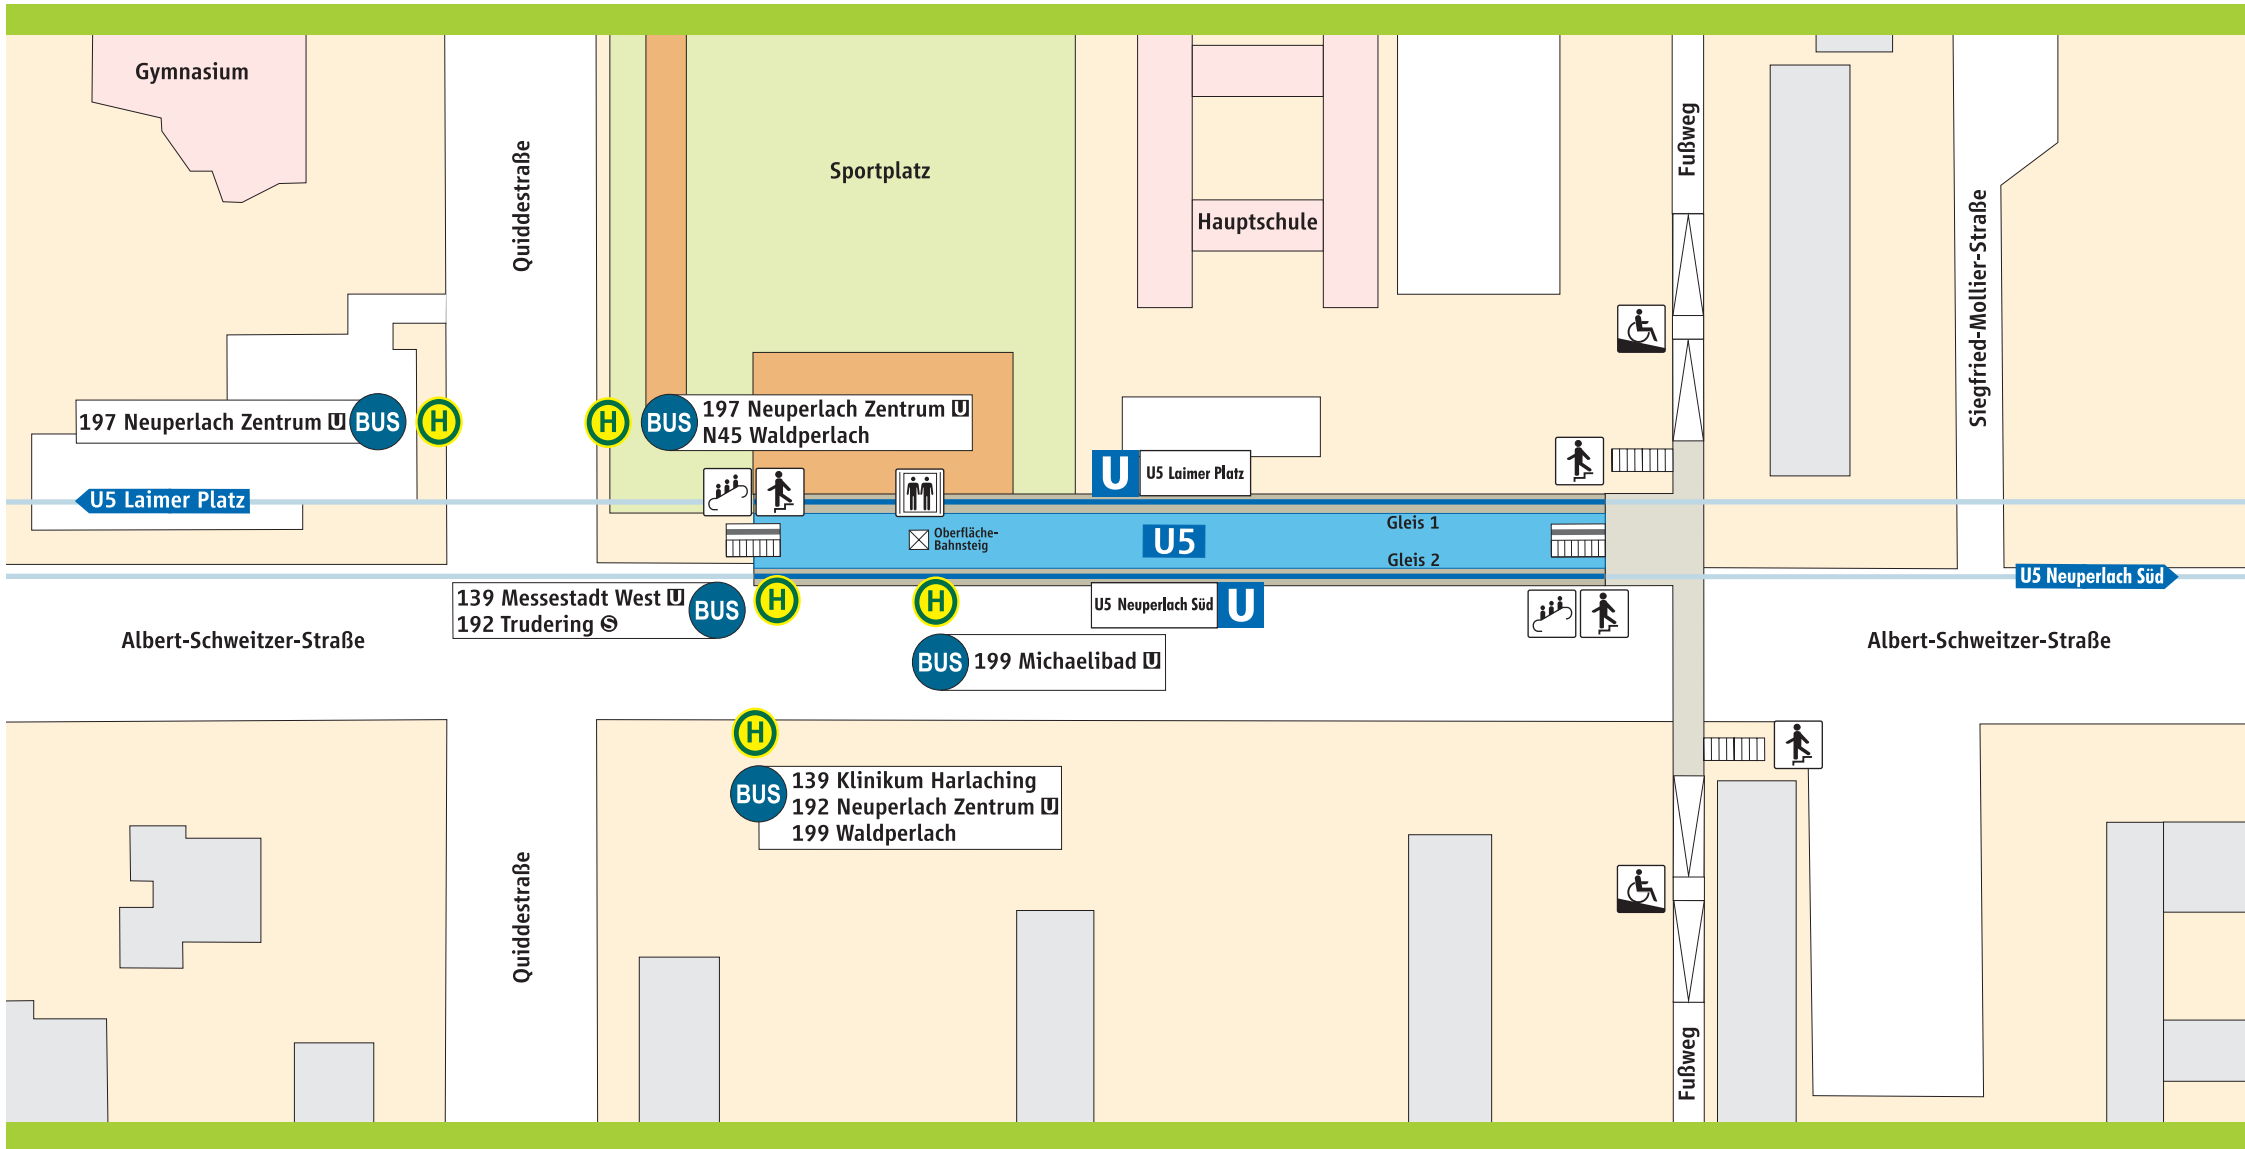 Gymnasium
Quiddestraße
Sportplatz
Hauptschule
Fußweg
Siegfried-Mollier-Straße
197 Neuperlach Zentrum U
BUS
H
H
BUS
197 Neuperlach Zentrum U
N45 Waldperlach
U5 Laimer Platz
U
U5 Laimer Platz
Oberfläche-
Bahnsteig
U5
Gleis 1
Gleis 2
139 Messestadt West U
192 Trudering S
BUS
H
H
U5 Neuperlach Süd
U
U5 Neuperlach Süd
Albert-Schweitzer-Straße
BUS
199 Michaelibad U
Albert-Schweitzer-Straße
H
BUS
139 Klinikum Harlaching
192 Neuperlach Zentrum U
199 Waldperlach
Quiddestraße
Fußweg